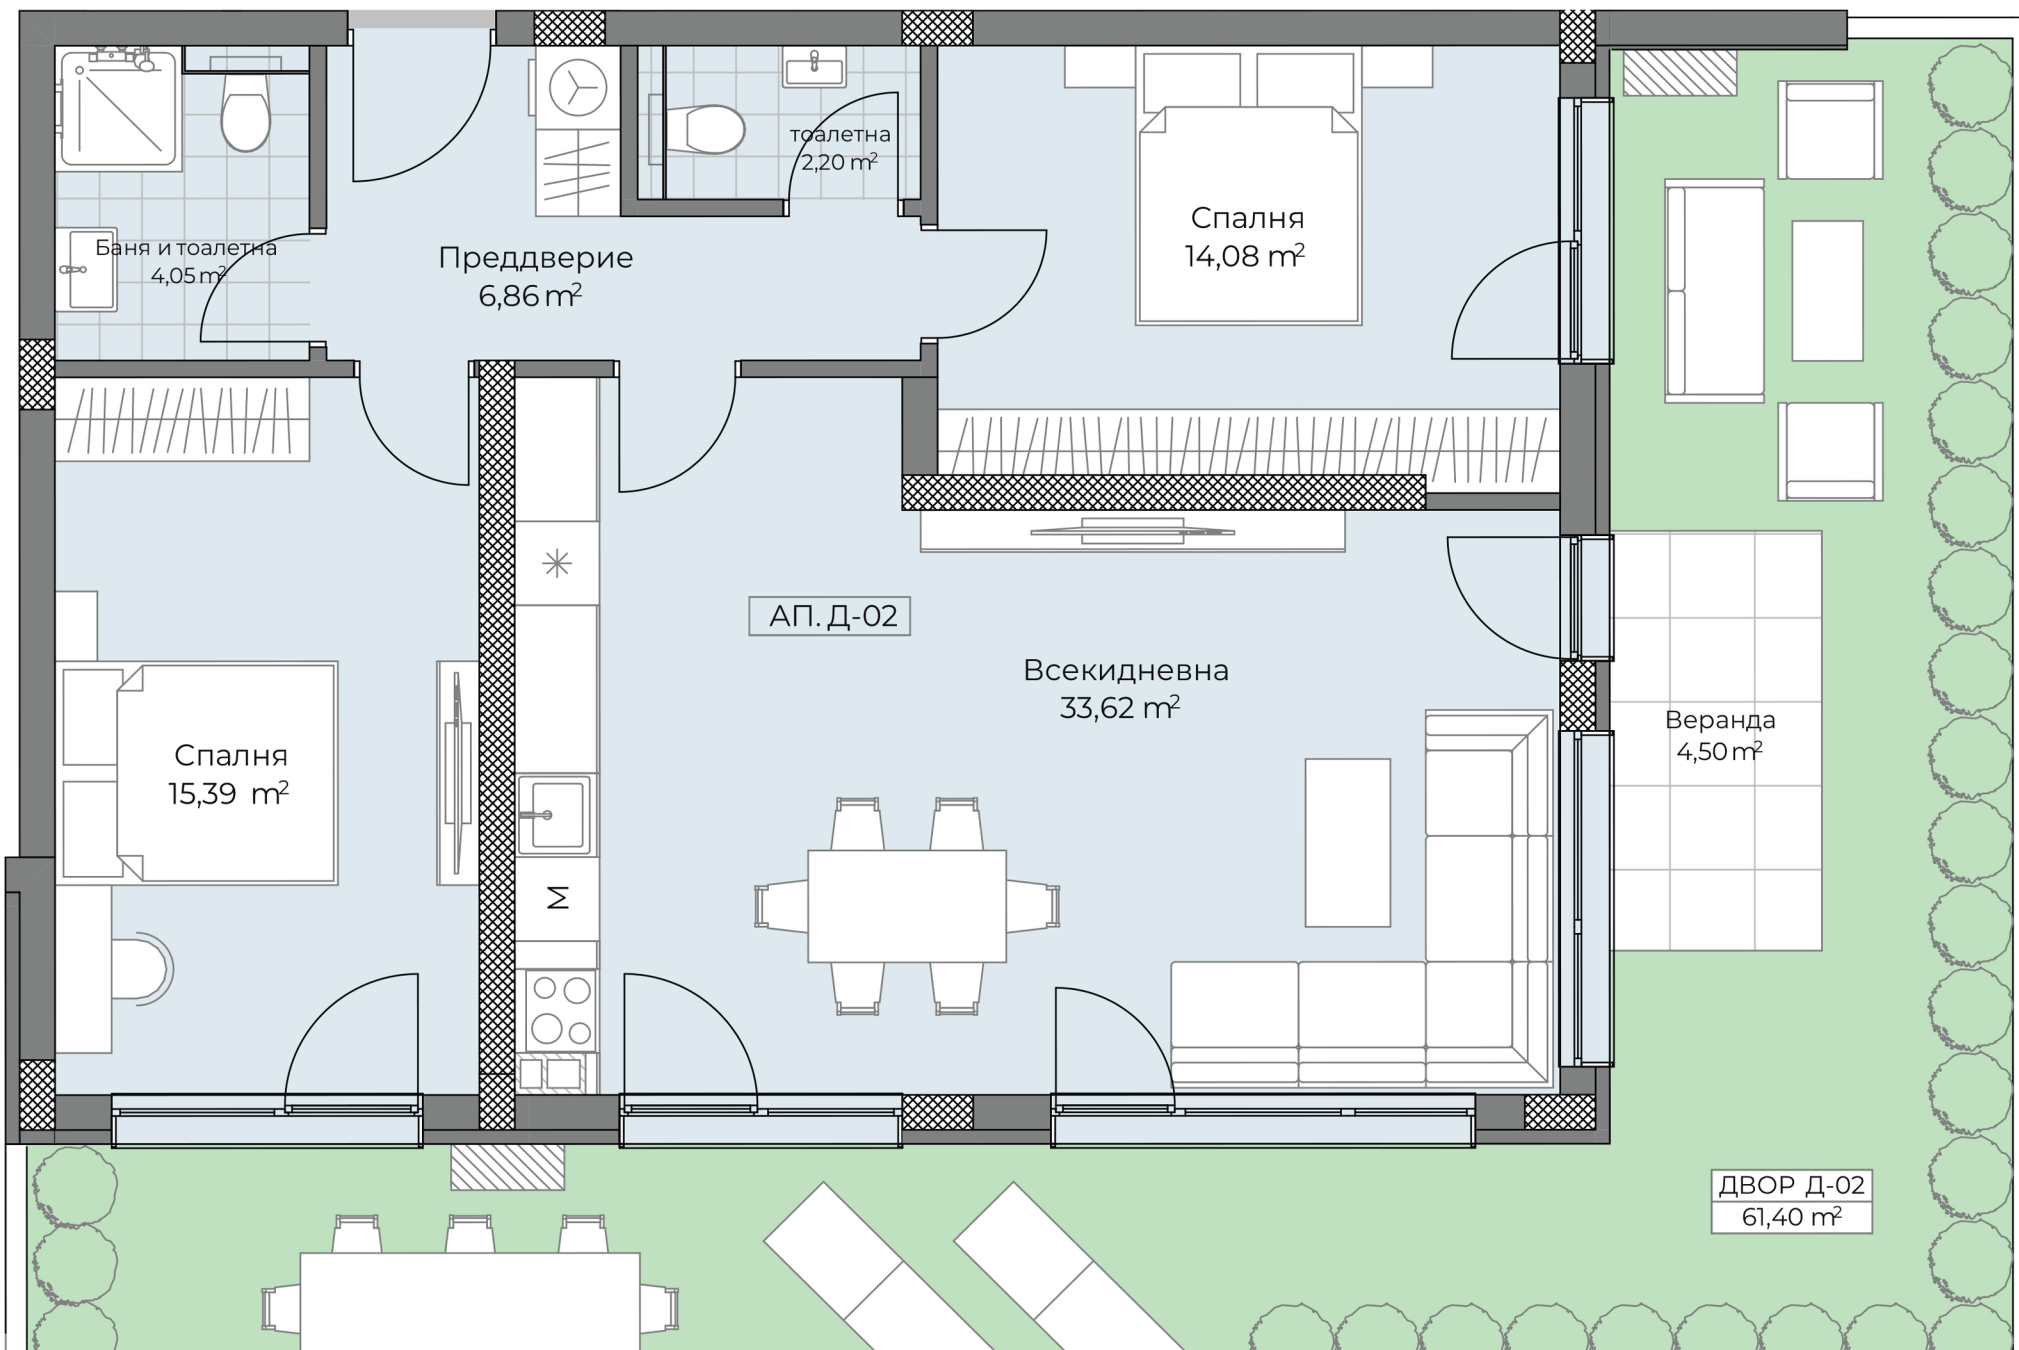 тоалетна
2,20 m²
Спалня
14,08 m²
Баня и тоалетна
4,05 m²
Преддверие
6,86 m²
АП. Д-02
Всекидневна
33,62 m²
Веранда
4,50 m²
Спалня
15,39 m²
M
ДВОР Д-02
61,40 m²